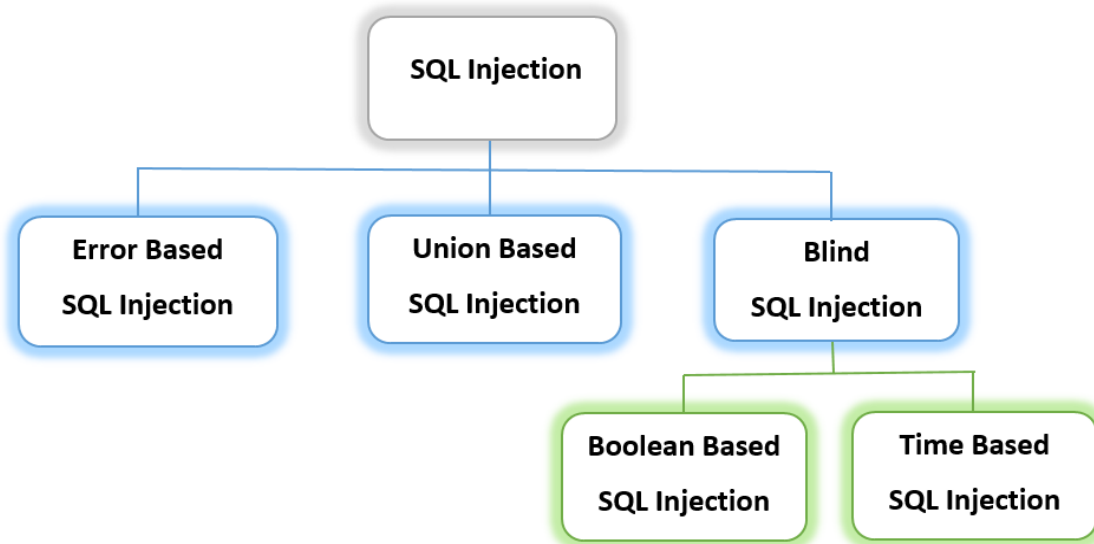 SQL Injection
Error Based
SQL Injection
Union Based
SQL Injection
Blind
SQL Injection
Boolean Based
SQL Injection
Time Based
SQL Injection